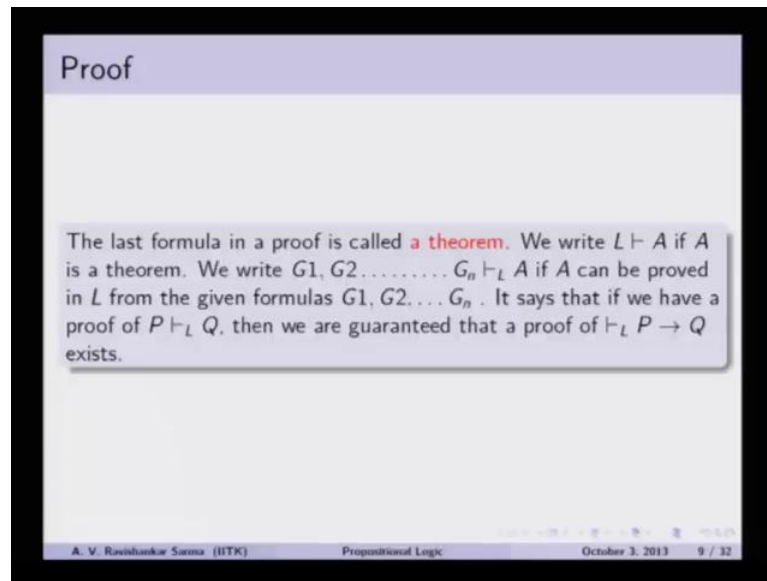 Proof
The last formula in a proof is called a theorem. We write L ⊢ A if A
is a theorem. We write G1, G2......... Gₙ ⊢_L A if A can be proved
in L from the given formulas G1, G2, ... Gₙ . It says that if we have a
proof of P ⊢_L Q, then we are guaranteed that a proof of ⊢_L P → Q
exists.
A. V. Ravishankar Sarma (IITK) Propositional Logic October 3, 2013 9 / 32